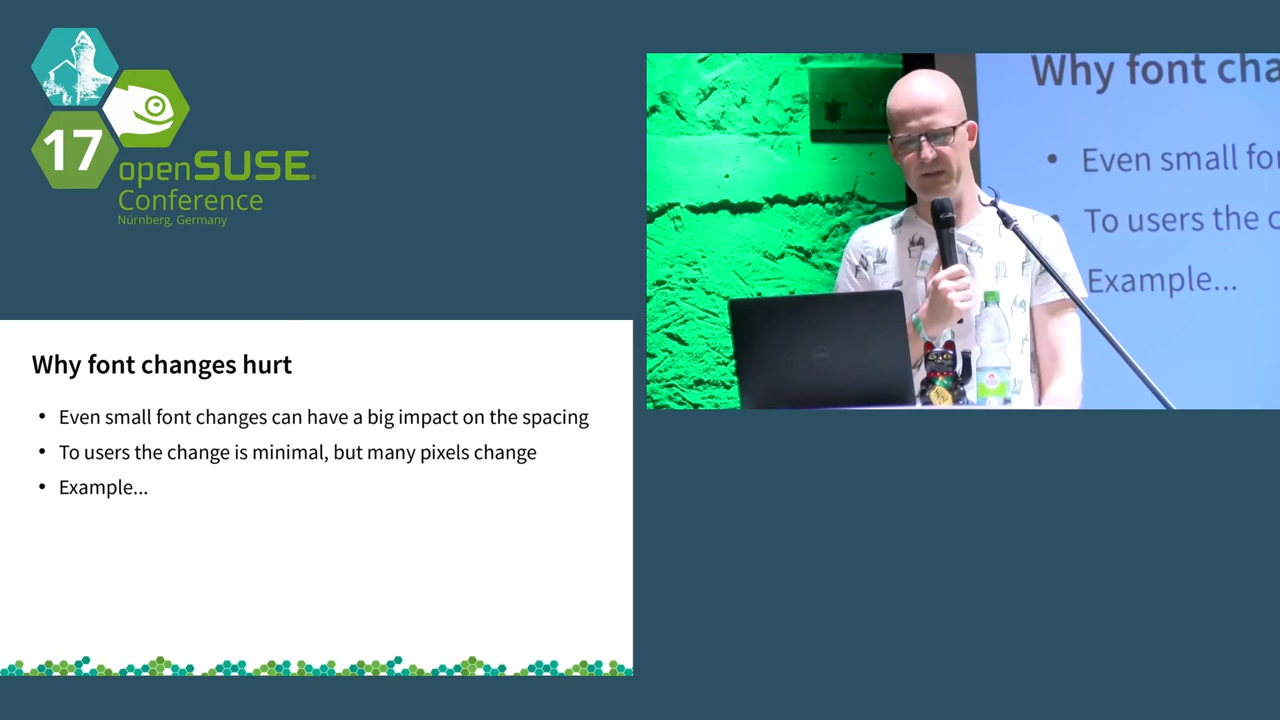 17
openSUSE
Conference
Nürnberg, Germany
Why font changes hurt
• Even small font changes can have a big impact on the spacing
• To users the change is minimal, but many pixels change
• Example...
Why font cha
• Even small fo
• To users the c
Example...